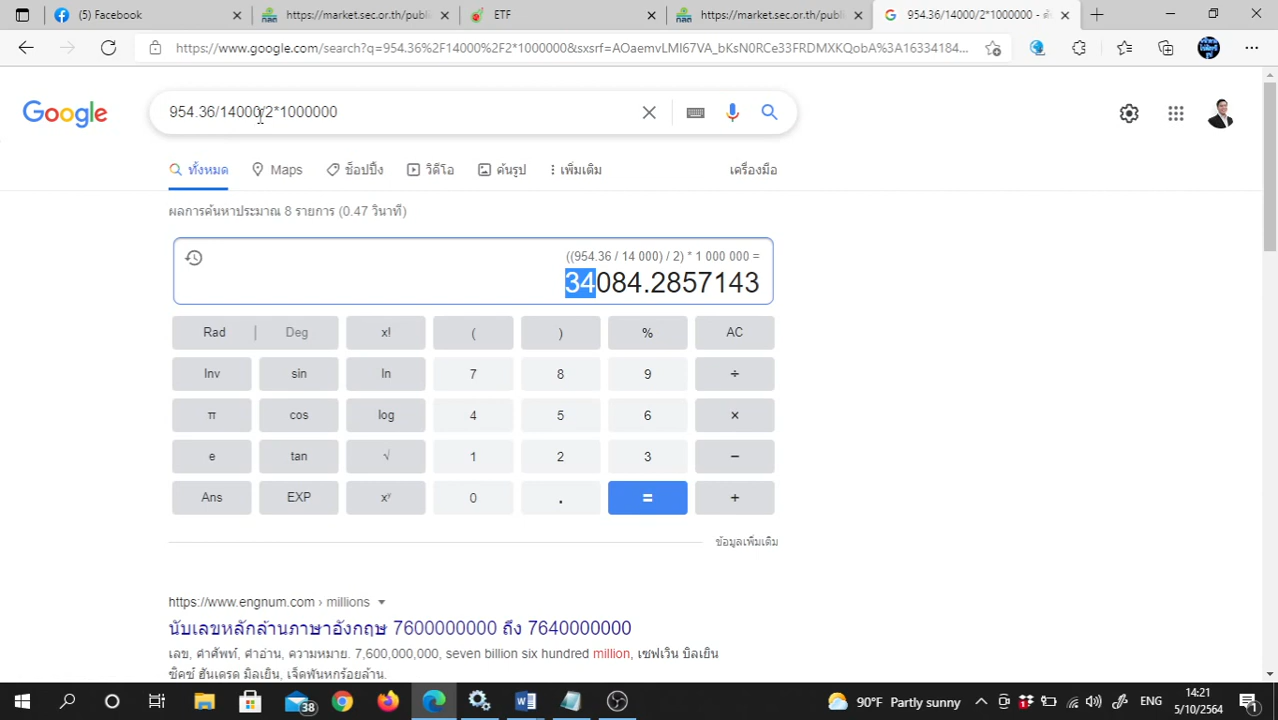 (5) Facebook
https://market.sec.or.th/publi
ETF
https://market.sec.or.th/publi
954.36/14000/2*1000000 - ค้น
https://www.google.com/search?q=954.36%2F14000%2F2*1000000&sxsrf=AOaemvLMI67VA_bKsN0RCe33FRDMXKQobA%3A16334184...
Google
954.36/14000/2*1000000
ทั้งหมด
Maps
ช็อปปิ้ง
วิดีโอ
ค้นรูป
เพิ่มเติม
เครื่องมือ
ผลการค้นหาประมาณ 8 รายการ (0.47 วินาที)
((954.36 / 14 000) / 2) * 1 000 000 =
34084.2857143
Rad | Deg x! ( ) % AC
Inv sin ln 7 8 9 ÷
π cos log 4 5 6 ×
e tan √ 1 2 3 −
Ans EXP xʸ 0 . = +
ข้อมูลเพิ่มเติม
https://www.engnum.com › millions
นับเลขหลักล้านภาษาอังกฤษ 7600000000 ถึง 7640000000
เลข, คำศัพท์, คำอ่าน, ความหมาย. 7,600,000,000, seven billion six hundred million, เซฟเวิน บิลเยิน
ซิคซ์ ฮันเดรด มิลเยิน, เจ็ดพันหกร้อยล้าน.
38
90°F Partly sunny
ENG
14:21
5/10/2564
1